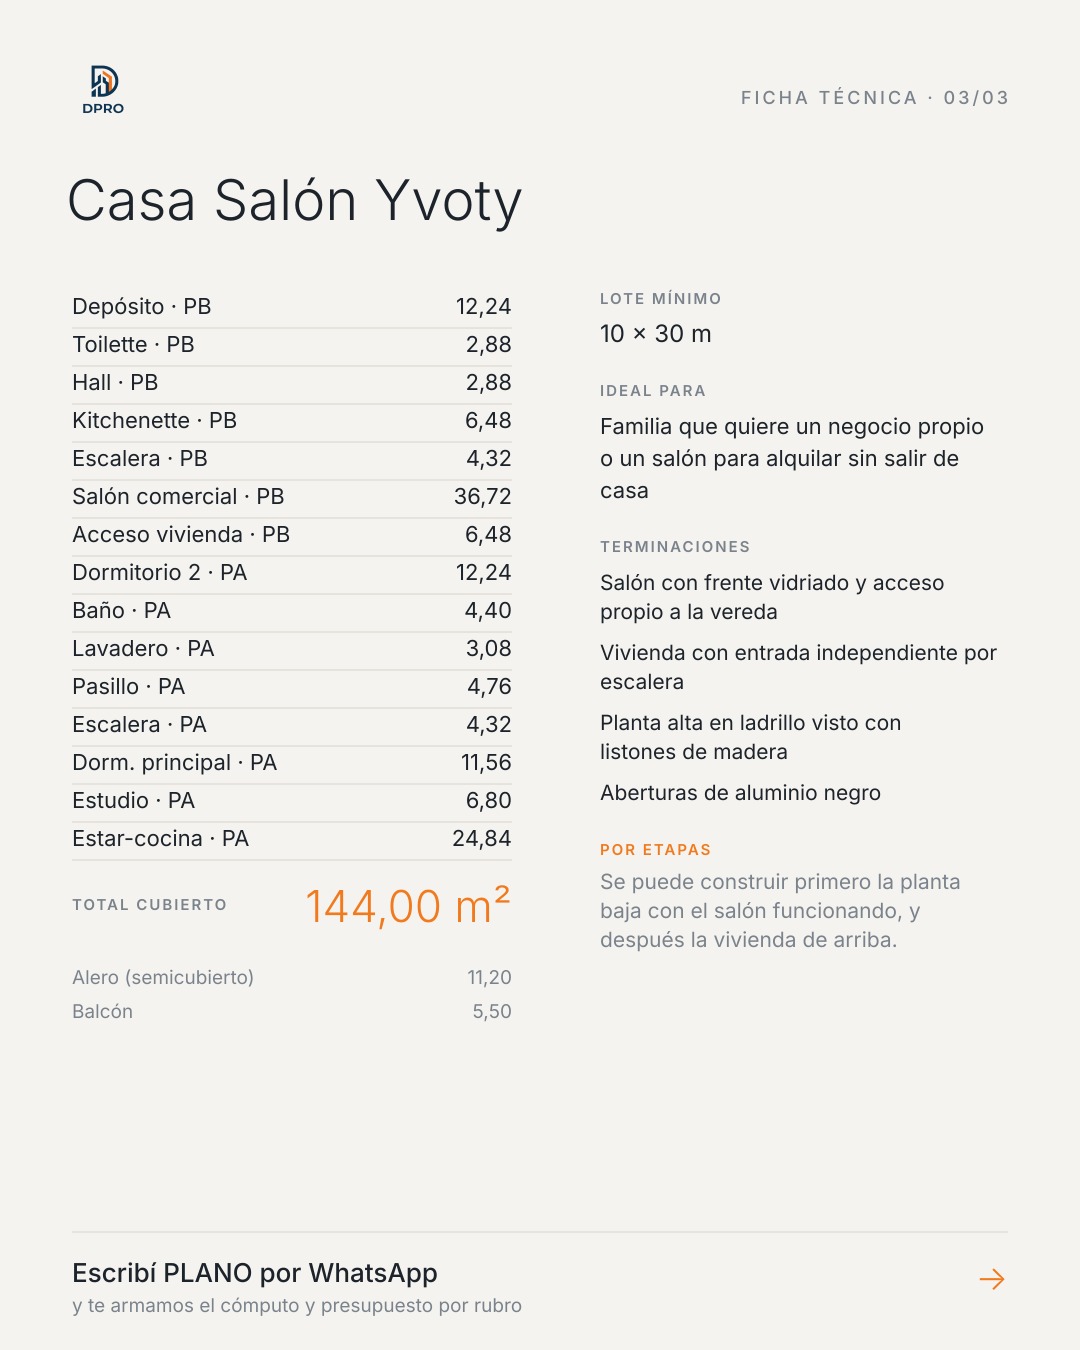 DPRO
FICHA TÉCNICA · 03/03
Casa Salón Yvoty
Depósito · PB 12,24
Toilette · PB 2,88
Hall · PB 2,88
Kitchenette · PB 6,48
Escalera · PB 4,32
Salón comercial · PB 36,72
Acceso vivienda · PB 6,48
Dormitorio 2 · PA 12,24
Baño · PA 4,40
Lavadero · PA 3,08
Pasillo · PA 4,76
Escalera · PA 4,32
Dorm. principal · PA 11,56
Estudio · PA 6,80
Estar-cocina · PA 24,84
TOTAL CUBIERTO 144,00 m²
Alero (semicubierto) 11,20
Balcón 5,50
LOTE MÍNIMO
10 × 30 m
IDEAL PARA
Familia que quiere un negocio propio
o un salón para alquilar sin salir de
casa
TERMINACIONES
Salón con frente vidriado y acceso
propio a la vereda
Vivienda con entrada independiente por
escalera
Planta alta en ladrillo visto con
listones de madera
Aberturas de aluminio negro
POR ETAPAS
Se puede construir primero la planta
baja con el salón funcionando, y
después la vivienda de arriba.
Escribí PLANO por WhatsApp
y te armamos el cómputo y presupuesto por rubro